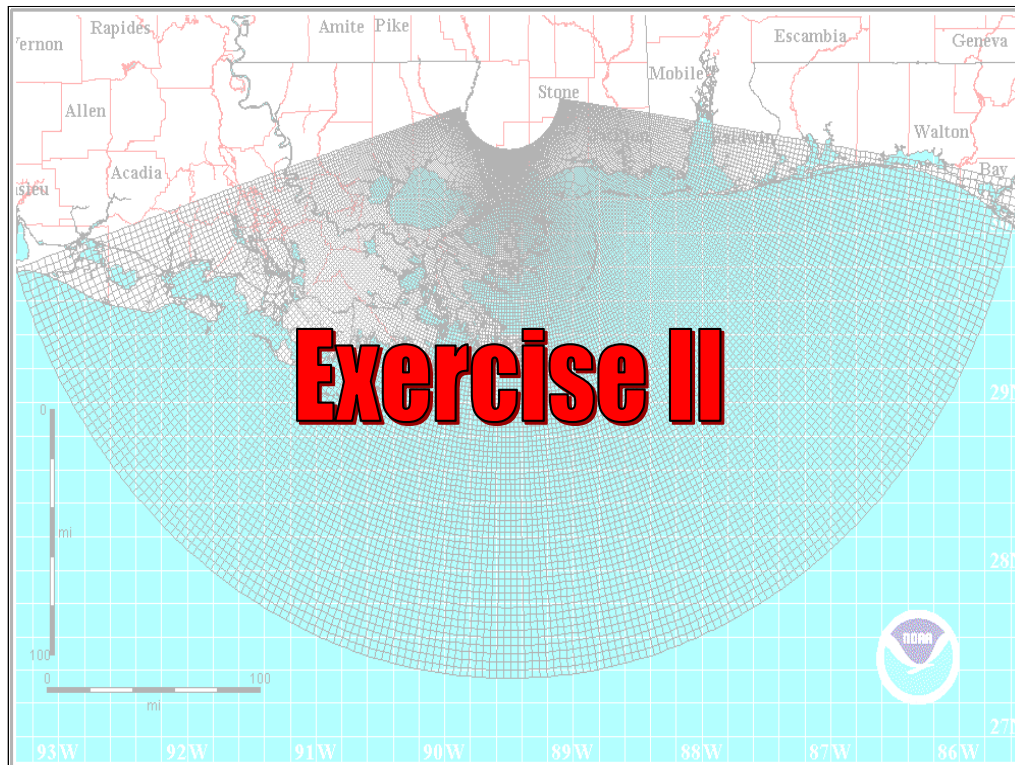 Rapides
Amite Pike
Escambia
Geneva
Mobile
Stone
Allen
Walton
Acadia
Bay
Exercise II
29N
0
mi
28N
100
0
100
mi
NOAA
27N
93W
92W
91W
90W
89W
88W
87W
86W